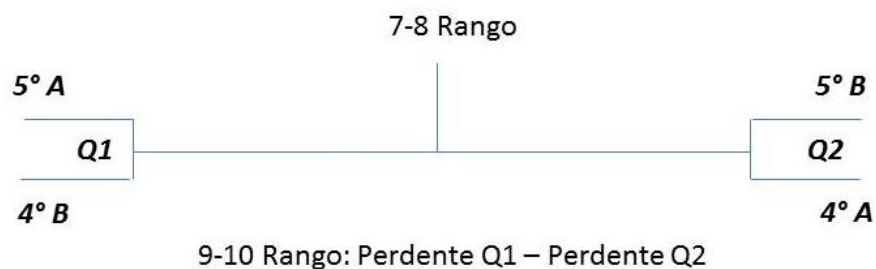 7-8 Rango
5° A
5° B
Q1
Q2
4° B
4° A
9-10 Rango: Perdente Q1 – Perdente Q2